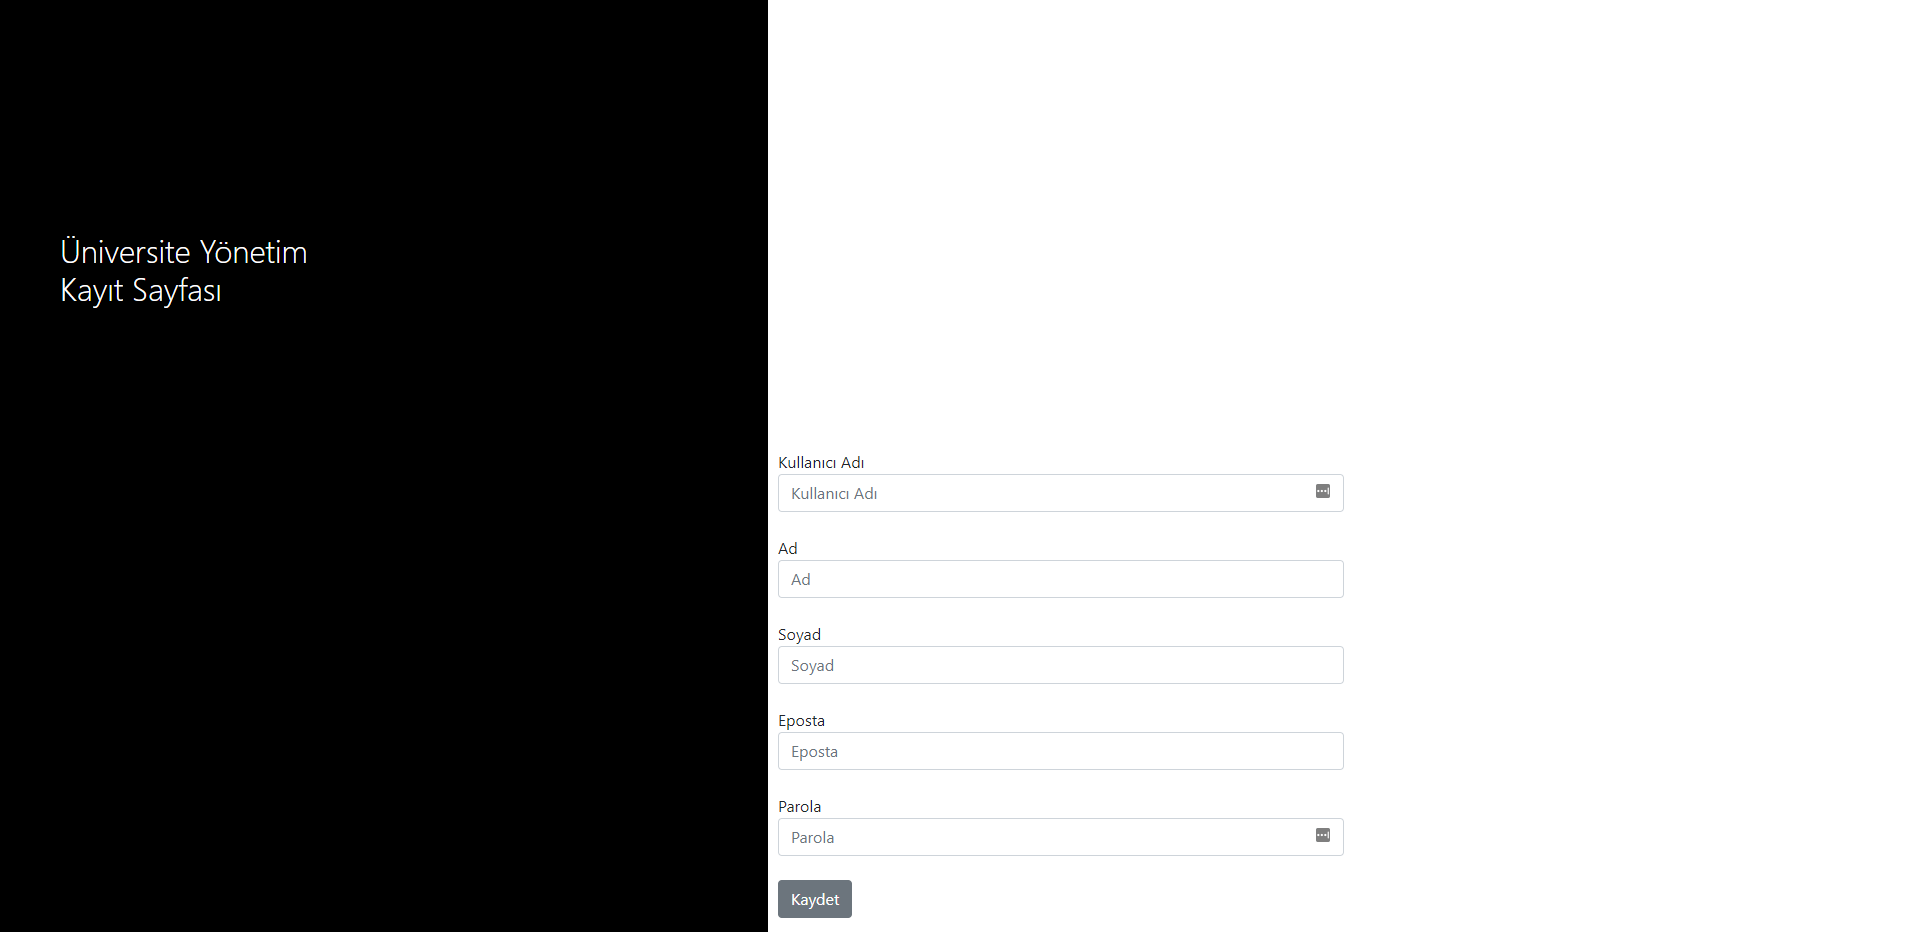 Üniversite Yönetim
Kayıt Sayfası
Kullanıcı Adı
Kullanıcı Adı
Ad
Ad
Soyad
Soyad
Eposta
Eposta
Parola
Parola
Kaydet